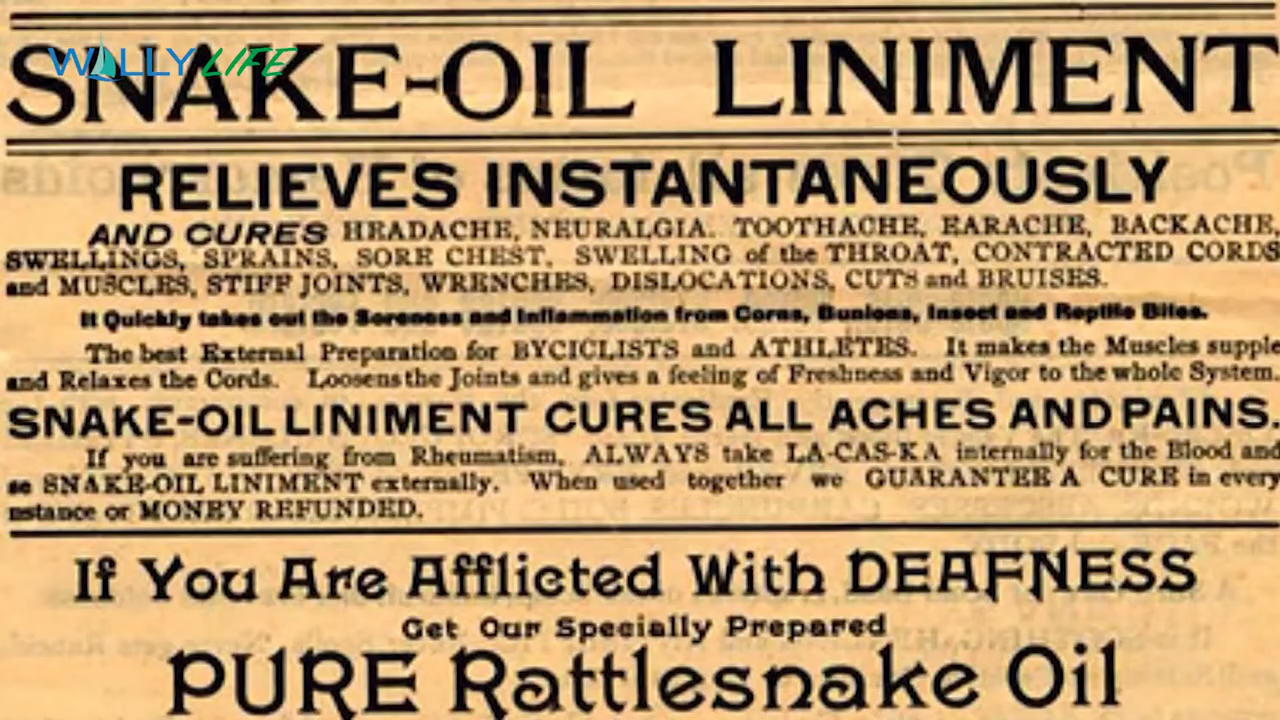 WALLY LIFE
SNAKE-OIL LINIMENT
RELIEVES INSTANTANEOUSLY
AND CURES HEADACHE, NEURALGIA. TOOTHACHE, EARACHE, BACKACHE,
SWELLINGS, SPRAINS, SORE CHEST, SWELLING of the THROAT, CONTRACTED CORDS
and MUSCLES, STIFF JOINTS, WRENCHES, DISLOCATIONS, CUTS and BRUISES.
It Quickly takes out the Soreness and Inflammation from Corns, Bunions, Insect and Reptile Bites.
The best External Preparation for BYCICLISTS and ATHLETES. It makes the Muscles supple
and Relaxes the Cords. Loosens the Joints and gives a feeling of Freshness and Vigor to the whole System.
SNAKE-OIL LINIMENT CURES ALL ACHES AND PAINS.
If you are suffering from Rheumatism, ALWAYS take LA-CAS-KA internally for the Blood and
se SNAKE-OIL LINIMENT externally. When used together we GUARANTEE A CURE in every
nstance or MONEY REFUNDED.
If You Are Afflicted With DEAFNESS
Get Our Specially Prepared
PURE Rattlesnake Oil